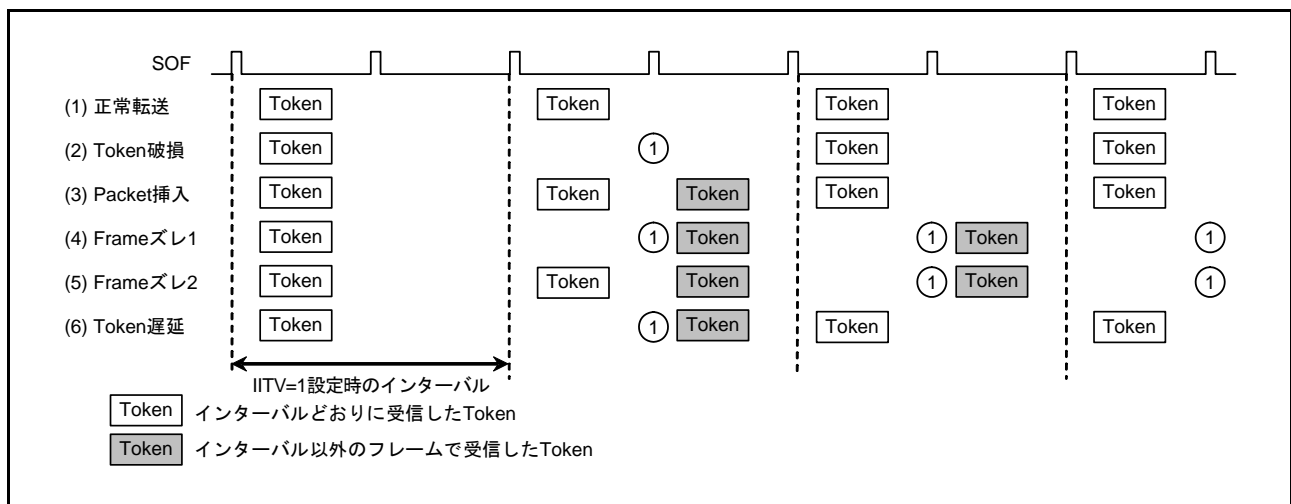 SOF
(1) 正常転送 Token Token Token Token
(2) Token破損 Token 1 Token Token
(3) Packet挿入 Token Token Token Token Token
(4) Frameズレ1 Token 1 Token 1 Token 1
(5) Frameズレ2 Token Token Token 1 Token 1
(6) Token遅延 Token 1 Token Token Token
IITV=1設定時のインターバル
Token インターバルどおりに受信したToken
Token インターバル以外のフレームで受信したToken